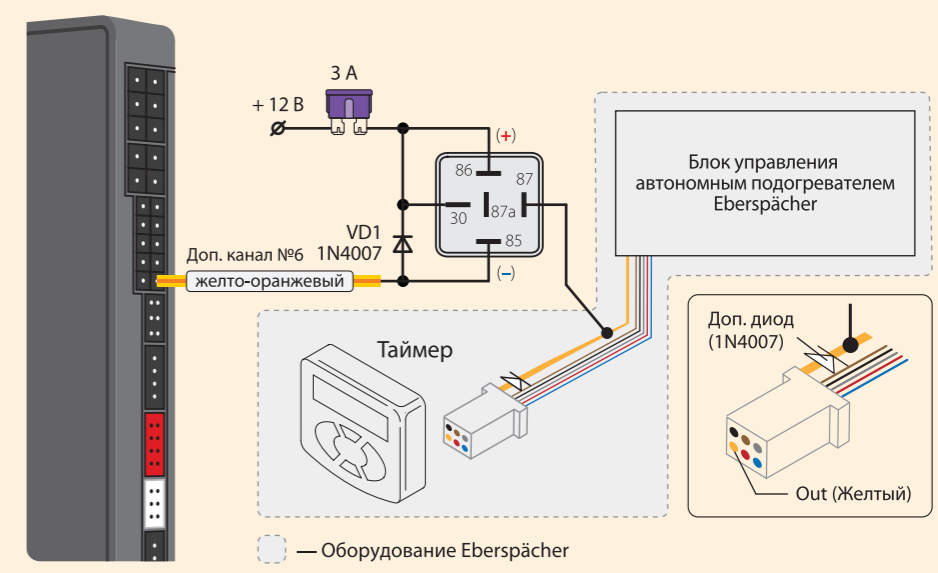 3 А
+ 12 В
(+)
86
87
30
87a
85
(–)
VD1
1N4007
Доп. канал №6
желто-оранжевый
Блок управления
автономным подогревателем
Eberspächer
Таймер
Доп. диод
(1N4007)
Out (Желтый)
— Оборудование Eberspächer